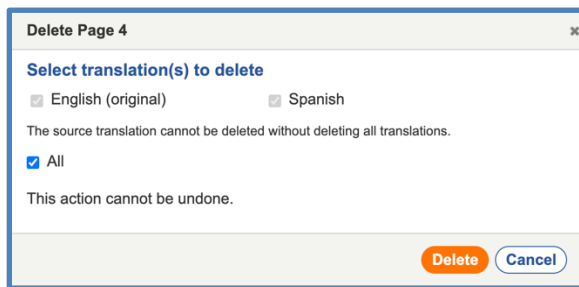 Delete Page 4
Select translation(s) to delete
English (original) Spanish
The source translation cannot be deleted without deleting all translations.
All
This action cannot be undone.
Delete Cancel